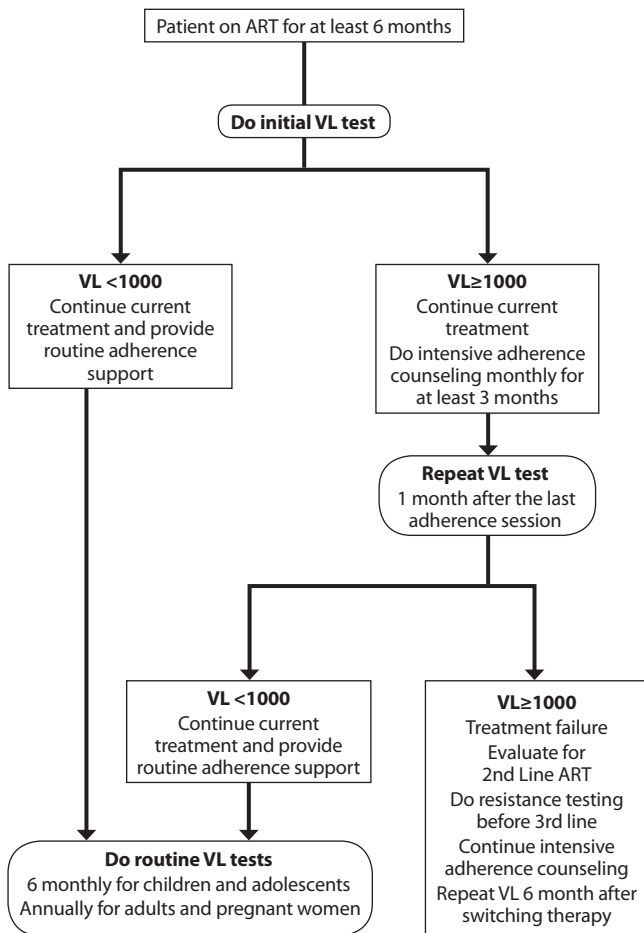 Patient on ART for at least 6 months
Do initial VL test
VL <1000
Continue current
treatment and provide
routine adherence
support
VL≥1000
Continue current
treatment
Do intensive adherence
counseling monthly for
at least 3 months
Repeat VL test
1 month after the last
adherence session
VL <1000
Continue current
treatment and provide
routine adherence support
VL≥1000
Treatment failure
Evaluate for
2nd Line ART
Do resistance testing
before 3rd line
Continue intensive
adherence counseling
Repeat VL 6 month after
switching therapy
Do routine VL tests
6 monthly for children and adolescents
Annually for adults and pregnant women